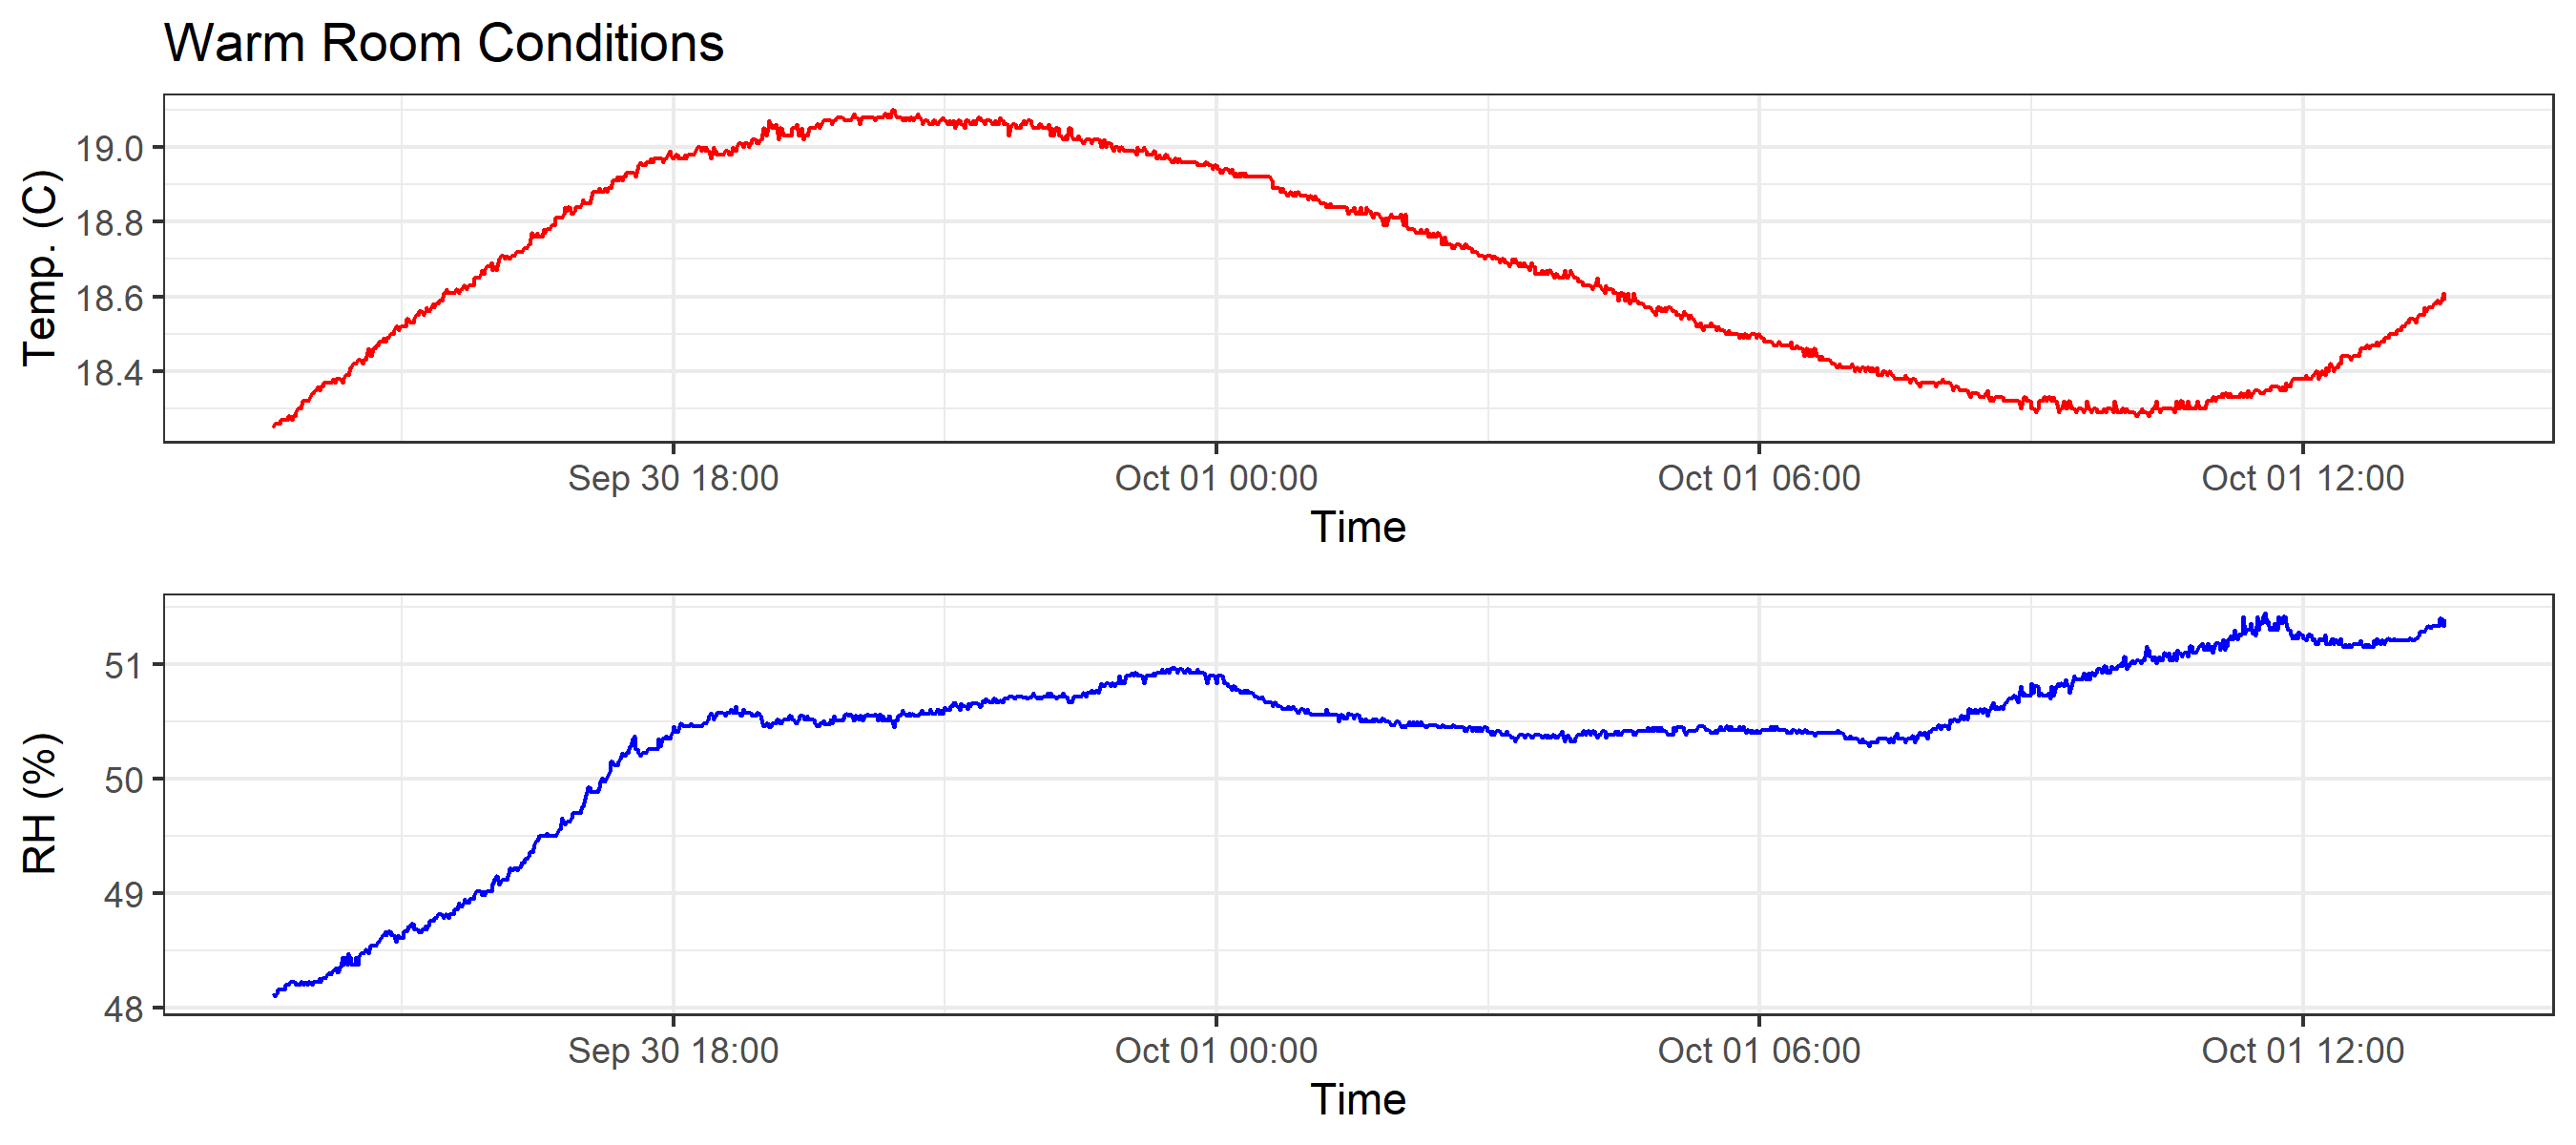 Warm Room Conditions
Temp. (C)
19.0
18.8
18.6
18.4
Sep 30 18:00 Oct 01 00:00 Oct 01 06:00 Oct 01 12:00
Time
RH (%)
51
50
49
48
Sep 30 18:00 Oct 01 00:00 Oct 01 06:00 Oct 01 12:00
Time